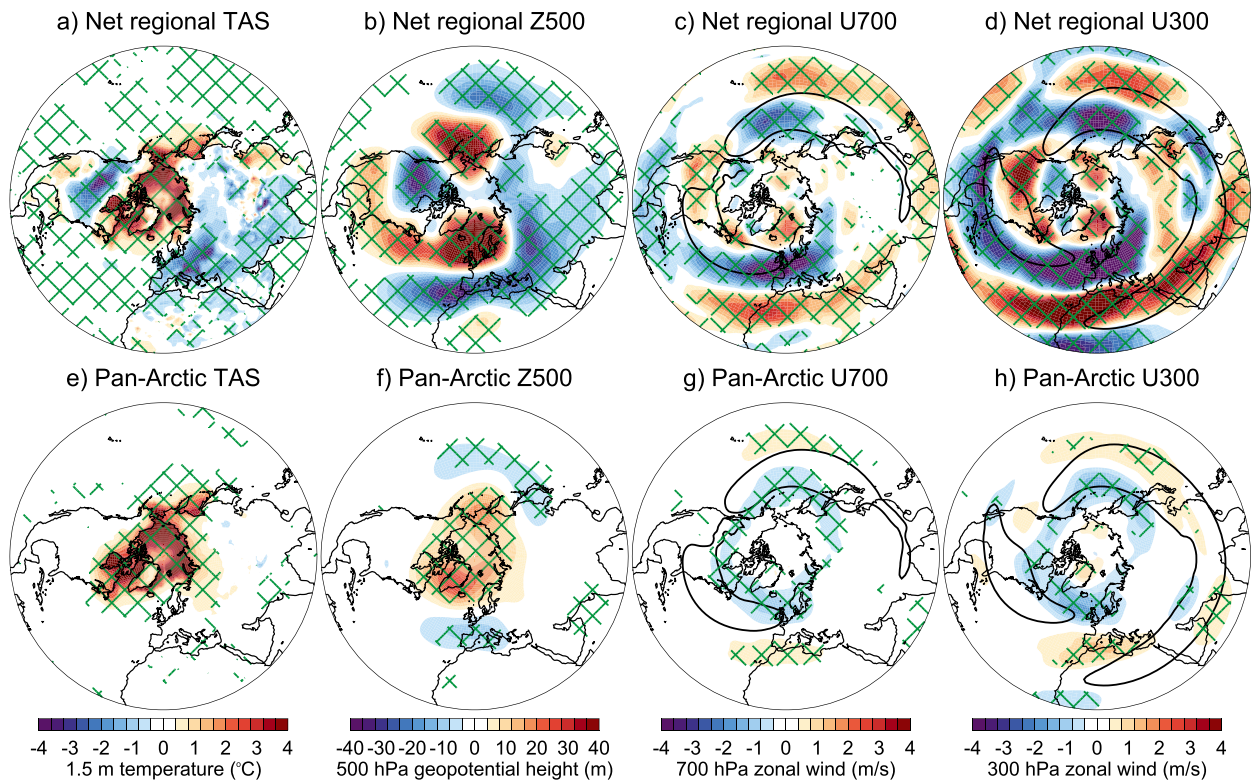 a) Net regional TAS
b) Net regional Z500
c) Net regional U700
d) Net regional U300
e) Pan-Arctic TAS
f) Pan-Arctic Z500
g) Pan-Arctic U700
h) Pan-Arctic U300
-4 -3 -2 -1 0 1 2 3 4
1.5 m temperature (°C)
-40 -30 -20 -10 0 10 20 30 40
500 hPa geopotential height (m)
-4 -3 -2 -1 0 1 2 3 4
700 hPa zonal wind (m/s)
-4 -3 -2 -1 0 1 2 3 4
300 hPa zonal wind (m/s)